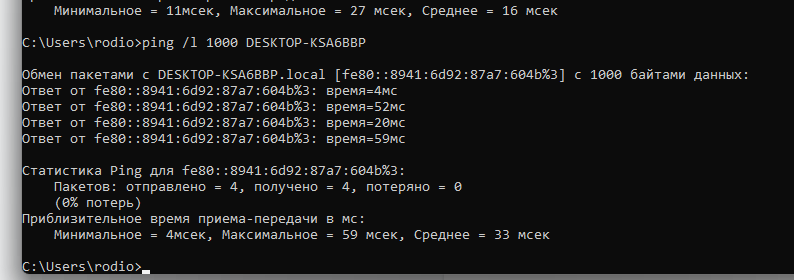 Минимальное = 11мсек, Максимальное = 27 мсек, Среднее = 16 мсек
C:\Users\rodio>ping /l 1000 DESKTOP-KSA6BBP
Обмен пакетами с DESKTOP-KSA6BBP.local [fe80::8941:6d92:87a7:604b%3] с 1000 байтами данных:
Ответ от fe80::8941:6d92:87a7:604b%3: время=4мс
Ответ от fe80::8941:6d92:87a7:604b%3: время=52мс
Ответ от fe80::8941:6d92:87a7:604b%3: время=20мс
Ответ от fe80::8941:6d92:87a7:604b%3: время=59мс
Статистика Ping для fe80::8941:6d92:87a7:604b%3:
Пакетов: отправлено = 4, получено = 4, потеряно = 0
(0% потерь)
Приблизительное время приема-передачи в мс:
Минимальное = 4мсек, Максимальное = 59 мсек, Среднее = 33 мсек
C:\Users\rodio>